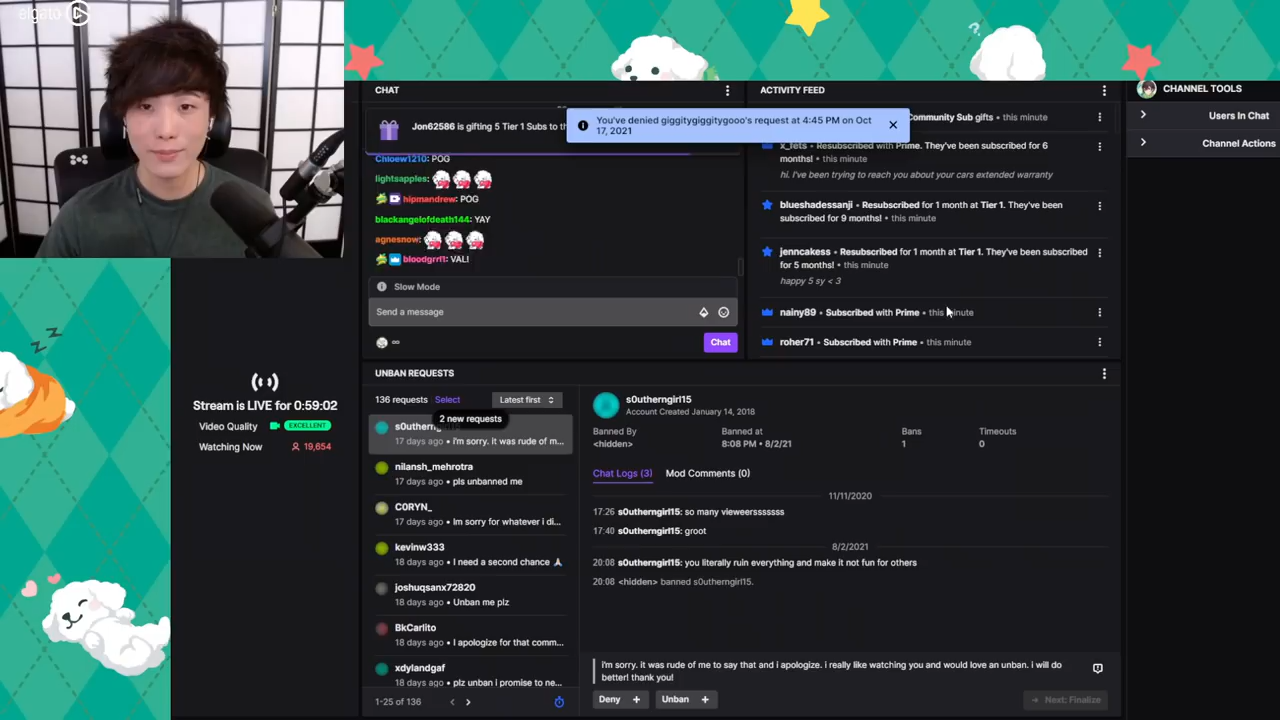 elgato
CHAT
Jon62586 is gifting 5 Tier 1 Subs to th
You've denied giggitygiggitygooo's request at 4:45 PM on Oct
17, 2021
Chloew1210: POG
lightsapples:
hipmandrew: POG
blackangelofdeath144: YAY
agnesnow:
bloodgrrl1: VAL!
Slow Mode
Send a message
Chat
ACTIVITY FEED
Community Sub gifts • this minute
x_fets • Resubscribed with Prime. They've been subscribed for 6
months! • this minute
hi. I've been trying to reach you about your cars extended warranty
blueshadessanji • Resubscribed for 1 month at Tier 1. They've been
subscribed for 9 months! • this minute
jenncakess • Resubscribed for 1 month at Tier 1. They've been subscribed
for 5 months! • this minute
happy 5 sy < 3
nainy89 • Subscribed with Prime • this minute
roher71 • Subscribed with Prime • this minute
CHANNEL TOOLS
Users In Chat
Channel Actions
Stream is LIVE for 0:59:02
Video Quality EXCELLENT
Watching Now 19,654
UNBAN REQUESTS
136 requests Select Latest first
2 new requests
s0utherng
17 days ago • i'm sorry. it was rude of m...
nilansh_mehrotra
17 days ago • pls unbanned me
C0RYN_
17 days ago • Im sorry for whatever i di...
kevinw333
18 days ago • I need a second chance 🙏
joshuqsanx72820
18 days ago • Unban me plz
BkCarlito
18 days ago • I apologize for that comm...
xdylandgaf
18 days ago • plz unban i promise to ne...
1-25 of 136
s0utherngirl15
Account Created January 14, 2018
Banned By Banned at Bans Timeouts
<hidden> 8:08 PM • 8/2/21 1 0
Chat Logs (3) Mod Comments (0)
11/11/2020
17:26 s0utherngirl15: so many vieweersssssss
17:40 s0utherngirl15: groot
8/2/2021
20:08 s0utherngirl15: you literally ruin everything and make it not fun for others
20:08 <hidden> banned s0utherngirl15.
i'm sorry. it was rude of me to say that and i apologize. i really like watching you and would love an unban. i will do
better! thank you!
Deny + Unban + → Next: Finalize